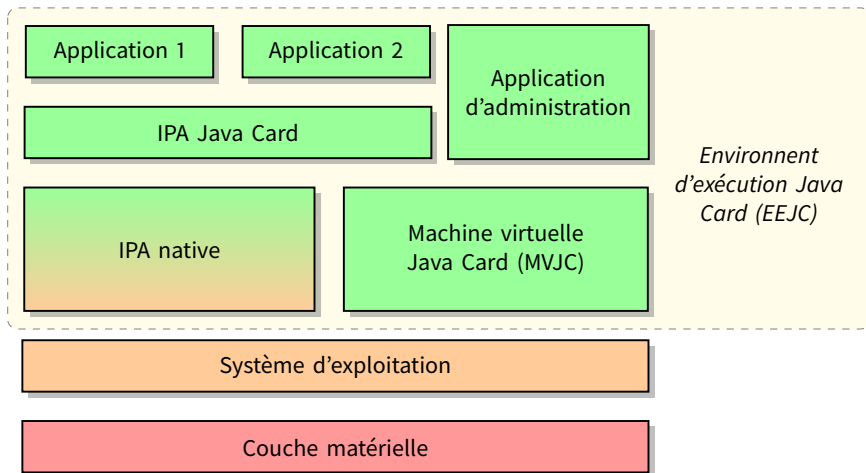 Application 1
Application 2
Application
d'administration
IPA Java Card
Environnent
d'exécution Java
Card (EEJC)
IPA native
Machine virtuelle
Java Card (MVJC)
Système d'exploitation
Couche matérielle